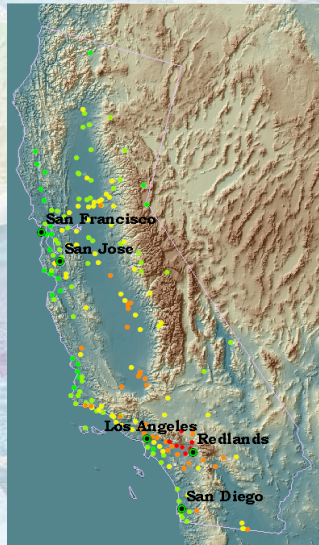 San Francisco
San Jose
Los Angeles
Redlands
San Diego